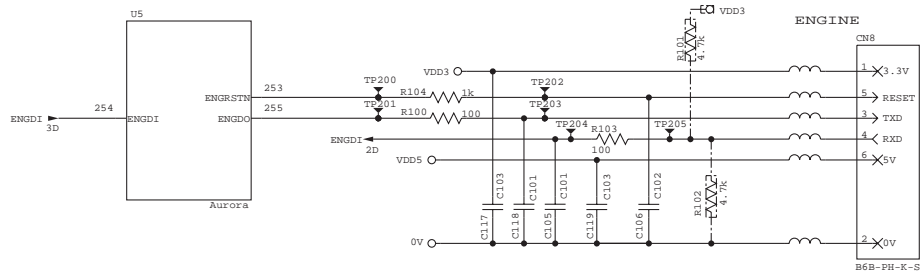 U5
VDD3
ENGINE
R101
4.7k
CN8
VDD3
1
3.3V
253
TP200
R104
1k
TP202
5
RESET
ENGRSTN
254
255
TP201
TP203
ENGDI
3D
ENGDI
ENGDO
R100
100
3
TXD
TP204
R103
TP205
4
RXD
ENGDI
2D
100
VDD5
6
5V
C103
C101
C101
C103
C102
R102
4.7k
C117
C118
C105
C119
C106
Aurora
0V
2
0V
B6B-PH-K-S